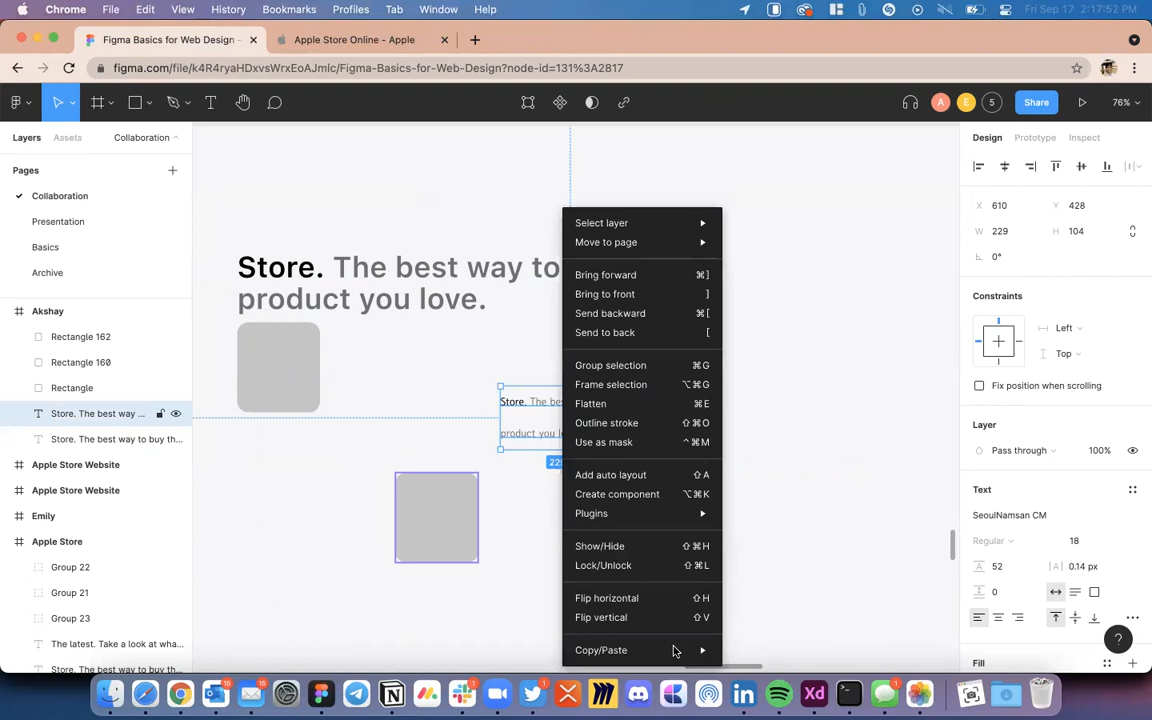 Chrome File Edit View History Bookmarks Profiles Tab Window Help Fri Sep 17 2:17:52 PM
Figma Basics for Web Design - Apple Store Online - Apple
figma.com/file/k4R4ryaHDxvsWrxEoAJmlc/Figma-Basics-for-Web-Design?node-id=131%3A2817
A E 5 Share 76%
Layers Assets Collaboration
Design Prototype Inspect
Pages
Collaboration
Presentation
Basics
Archive
Akshay
Rectangle 162
Rectangle 160
Rectangle
T Store. The best way ...
T Store. The best way to buy th...
Apple Store Website
Apple Store Website
Emily
Apple Store
Group 22
Group 21
Group 23
T The latest. Take a look at wha...
T Store. The best way to buy th...
Store. The best way to
product you love.
Store. The bes
product you l
22
Select layer
Move to page
Bring forward ⌘]
Bring to front ]
Send backward ⌘[
Send to back [
Group selection ⌘G
Frame selection ⌥⌘G
Flatten ⌘E
Outline stroke ⇧⌘O
Use as mask ^⌘M
Add auto layout ⇧A
Create component ⌥⌘K
Plugins
Show/Hide ⇧⌘H
Lock/Unlock ⇧⌘L
Flip horizontal ⇧H
Flip vertical ⇧V
Copy/Paste
X 610 Y 428
W 229 H 104
0°
Constraints
Left
Top
Fix position when scrolling
Layer
Pass through 100%
Text
SeoulNamsan CM
Regular 18
A 52 |A| 0.14 px
0
?
Fill